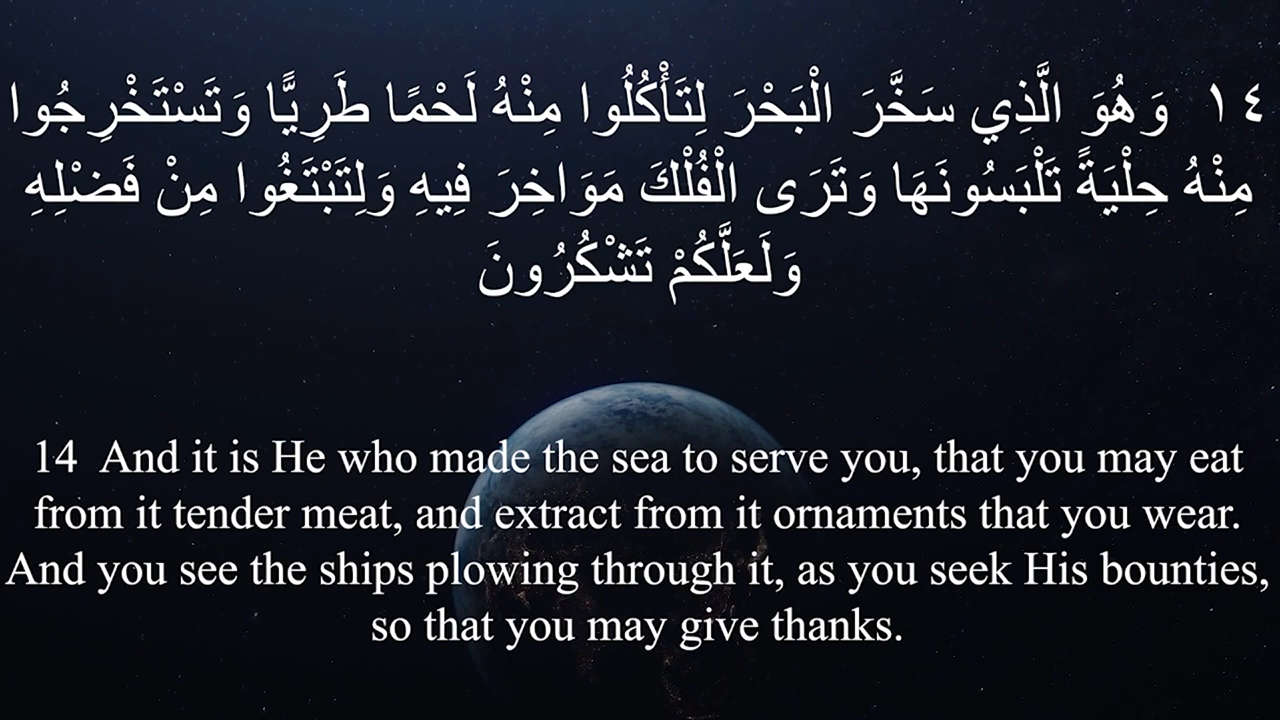 ١٤ وَهُوَ الَّذِي سَخَّرَ الْبَحْرَ لِتَأْكُلُوا مِنْهُ لَحْمًا طَرِيًّا وَتَسْتَخْرِجُوا
مِنْهُ حِلْيَةً تَلْبَسُونَهَا وَتَرَى الْفُلْكَ مَوَاخِرَ فِيهِ وَلِتَبْتَغُوا مِنْ فَضْلِهِ
وَلَعَلَّكُمْ تَشْكُرُونَ
14 And it is He who made the sea to serve you, that you may eat
from it tender meat, and extract from it ornaments that you wear.
And you see the ships plowing through it, as you seek His bounties,
so that you may give thanks.